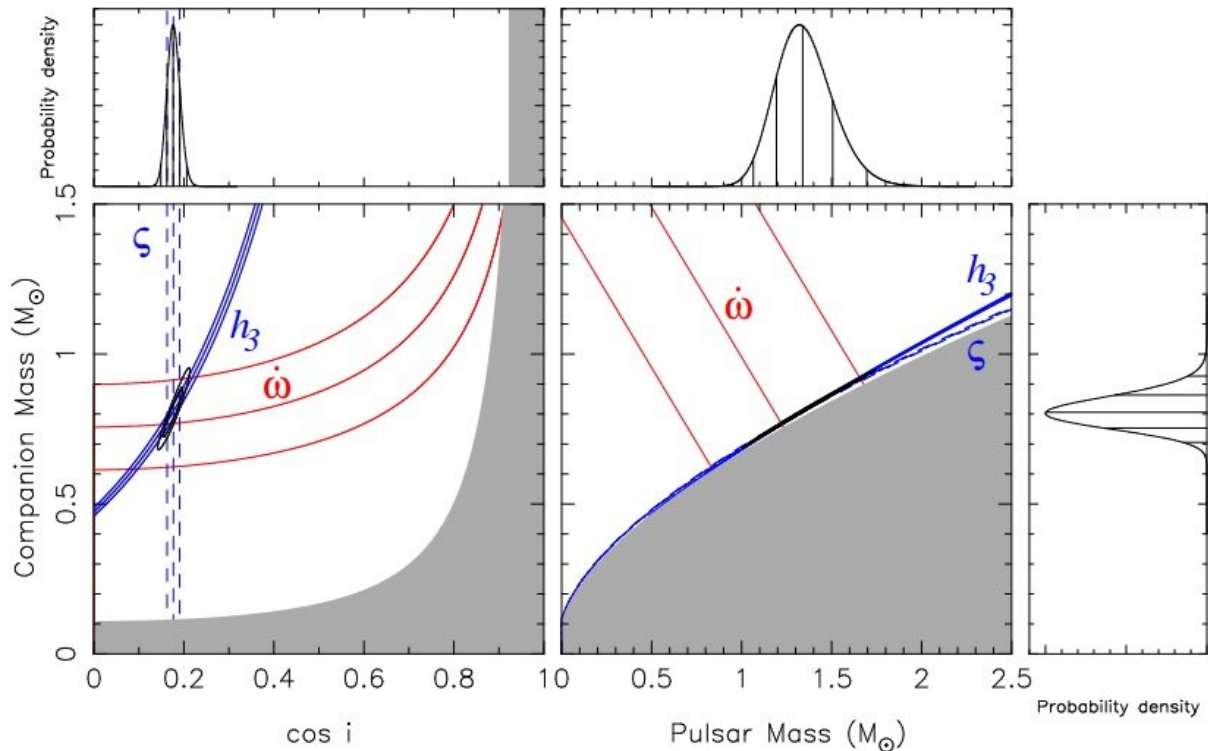 Probability density
Companion Mass (M⊙)
1.5
1
0.5
0
ς
h3
ω̇
0 0.2 0.4 0.6 0.8 1
cos i
ω̇
h3
ς
0 0.5 1 1.5 2 2.5
Pulsar Mass (M⊙)
Probability density